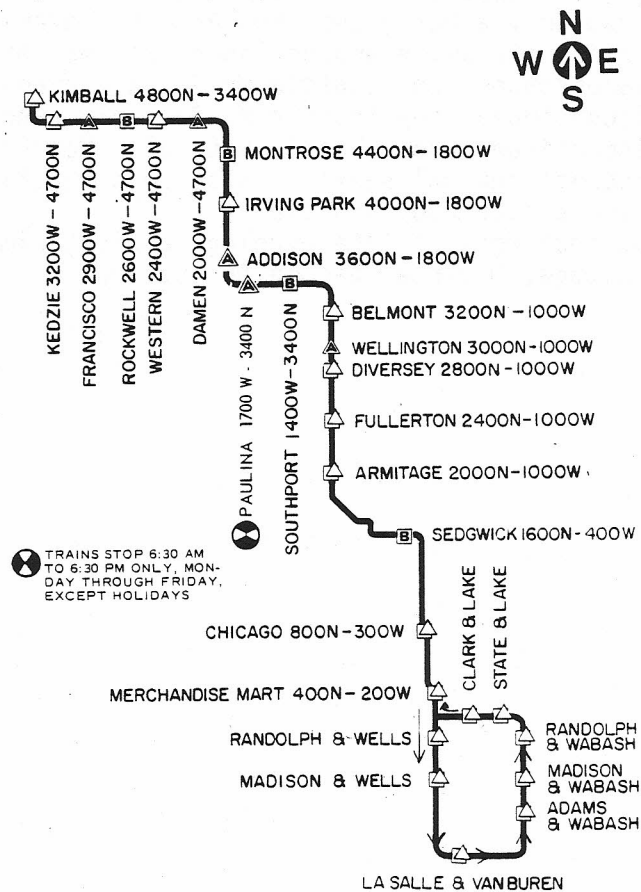 N
W E
S
KIMBALL 4800N-3400W
KEDZIE 3200W-4700N
FRANCISCO 2900W-4700N
ROCKWELL 2600W-4700N
WESTERN 2400W-4700N
DAMEN 2000W-4700N
B
B
MONTROSE 4400N-1800W
IRVING PARK 4000N-1800W
A
A
A
ADDISON 3600N-1800W
A
B
PAULINA 1700 W-3400 N
SOUTHPORT 1400W-3400N
BELMONT 3200N-1000W
A
WELLINGTON 3000N-1000W
DIVERSEY 2800N-1000W
FULLERTON 2400N-1000W
ARMITAGE 2000N-1000W
B
SEDGWICK 1600N-400W
TRAINS STOP 6:30 AM
TO 6:30 PM ONLY, MON-
DAY THROUGH FRIDAY,
EXCEPT HOLIDAYS
CHICAGO 800N-300W
CLARK & LAKE
STATE & LAKE
MERCHANDISE MART 400N-200W
RANDOLPH & WELLS
RANDOLPH
& WABASH
MADISON & WELLS
MADISON
& WABASH
ADAMS
& WABASH
LA SALLE & VAN BUREN